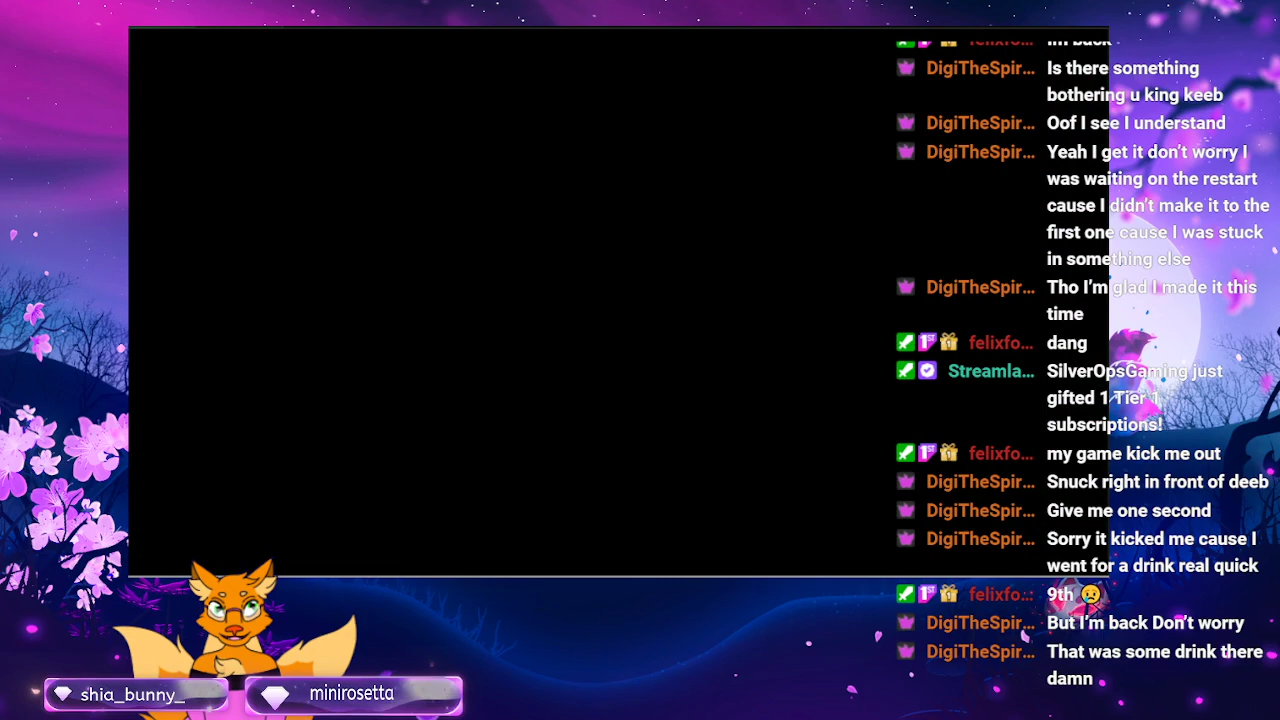 DigiTheSpir... Is there something
bothering u king keeb
DigiTheSpir... Oof I see I understand
DigiTheSpir... Yeah I get it don't worry I
was waiting on the restart
cause I didn't make it to the
first one cause I was stuck
in something else
DigiTheSpir... Tho I'm glad I made it this
time
felixfo... dang
Streamla... SilverOpsGaming just
gifted 1 Tier 1
subscriptions!
felixfo... my game kick me out
DigiTheSpir... Snuck right in front of deeb
DigiTheSpir... Give me one second
DigiTheSpir... Sorry it kicked me cause I
went for a drink real quick
felixfo... 9th 😢
DigiTheSpir... But I'm back Don't worry
DigiTheSpir... That was some drink there
damn
shia_bunny_
minirosetta